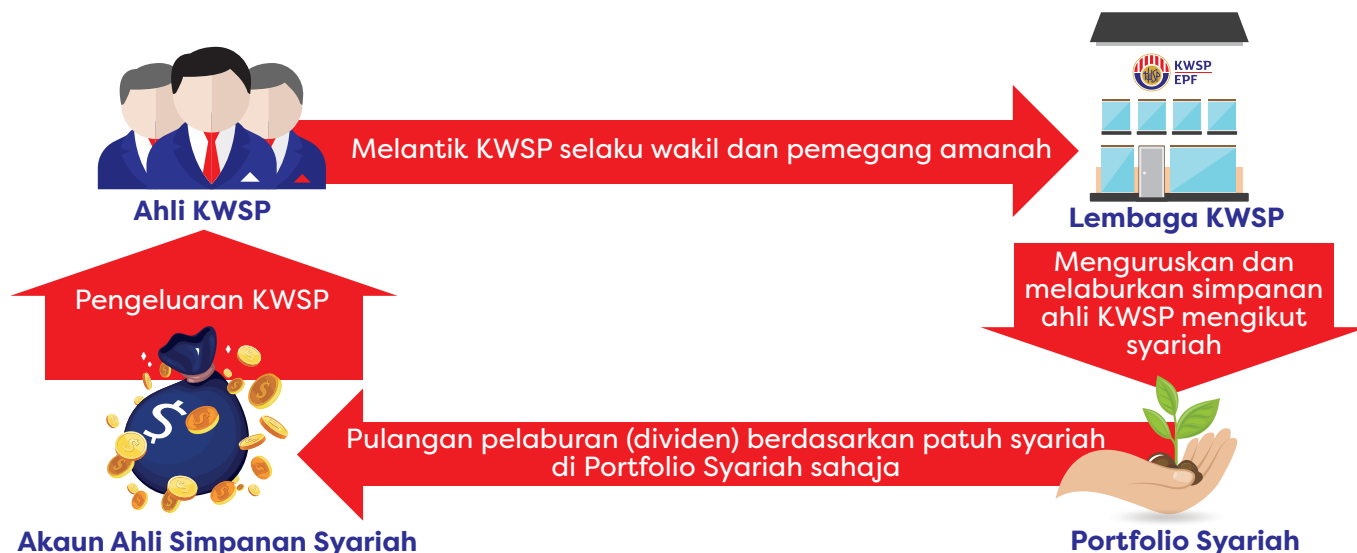 KWSP
EPF
Melantik KWSP selaku wakil dan pemegang amanah
Ahli KWSP
Lembaga KWSP
Menguruskan dan
melaburkan simpanan
ahli KWSP mengikut
syariah
Pengeluaran KWSP
$
Pulangan pelaburan (dividen) berdasarkan patuh syariah
di Portfolio Syariah sahaja
Akaun Ahli Simpanan Syariah
Portfolio Syariah